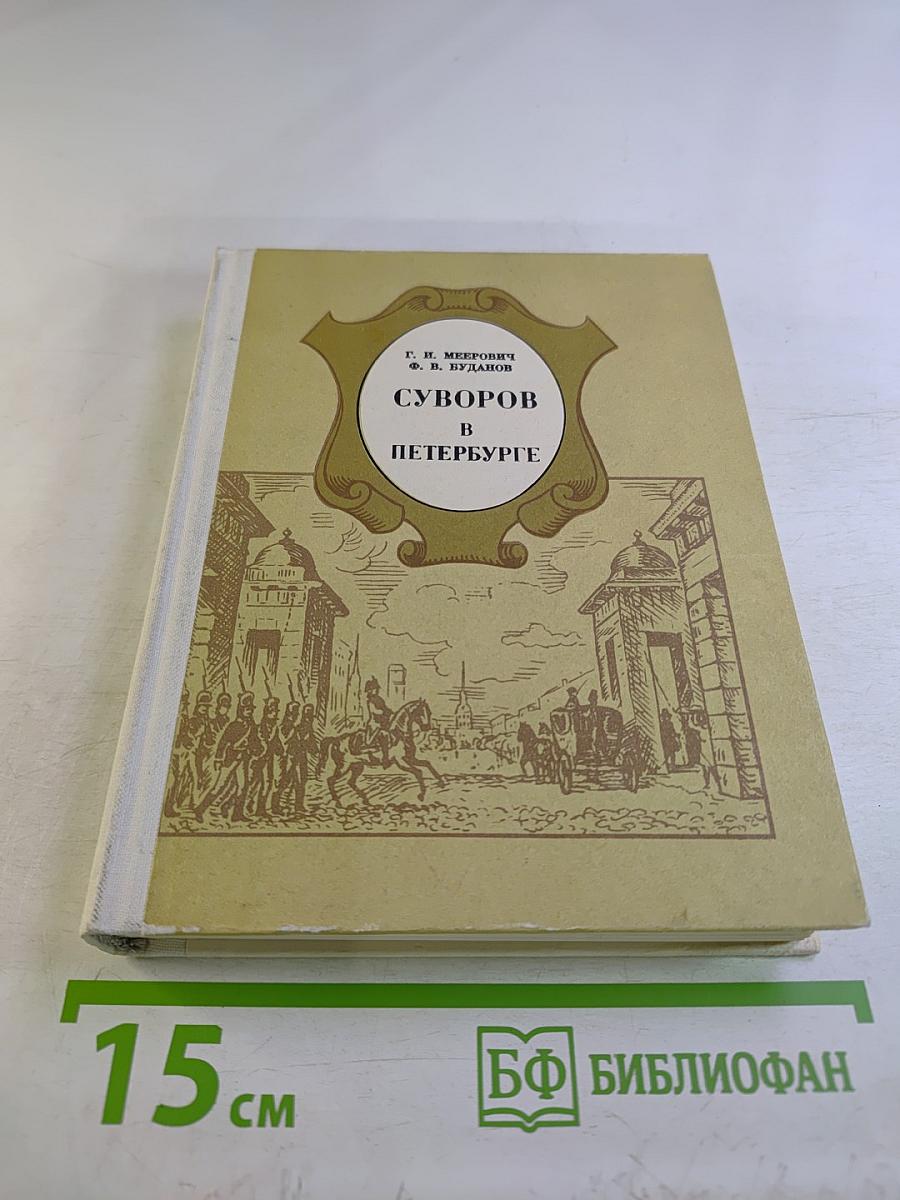 Г. И. МЕЕРОВИЧ
Ф. В. БУДАНОВ
СУВОРОВ
В
ПЕТЕРБУРГЕ
15 см
БФ БИБЛИОФАН